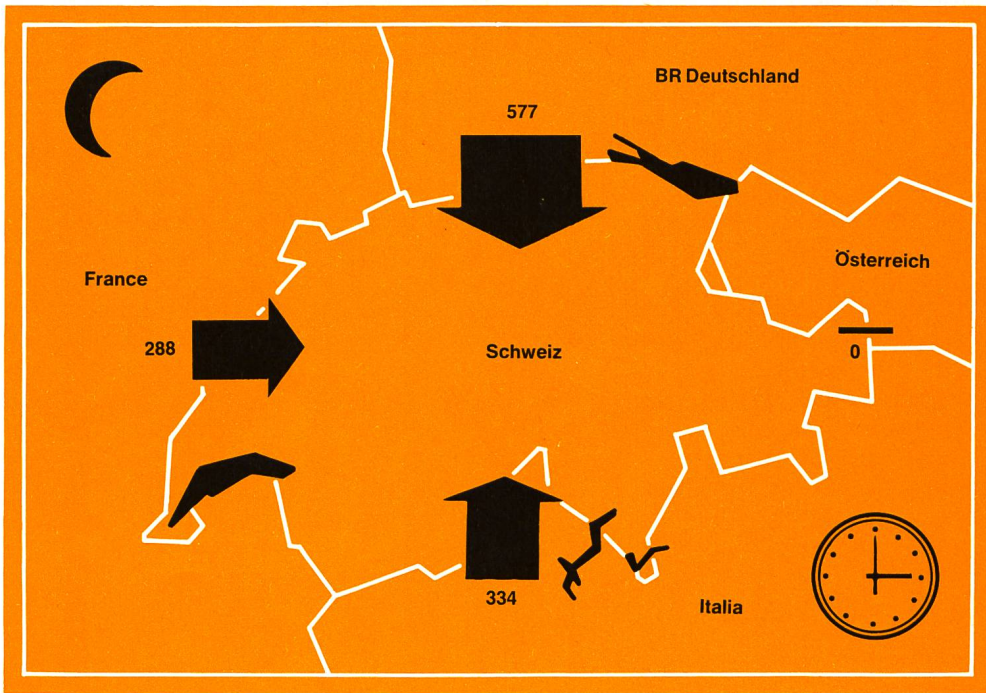 BR Deutschland
577
Österreich
France
288
Schweiz
0
334
Italia